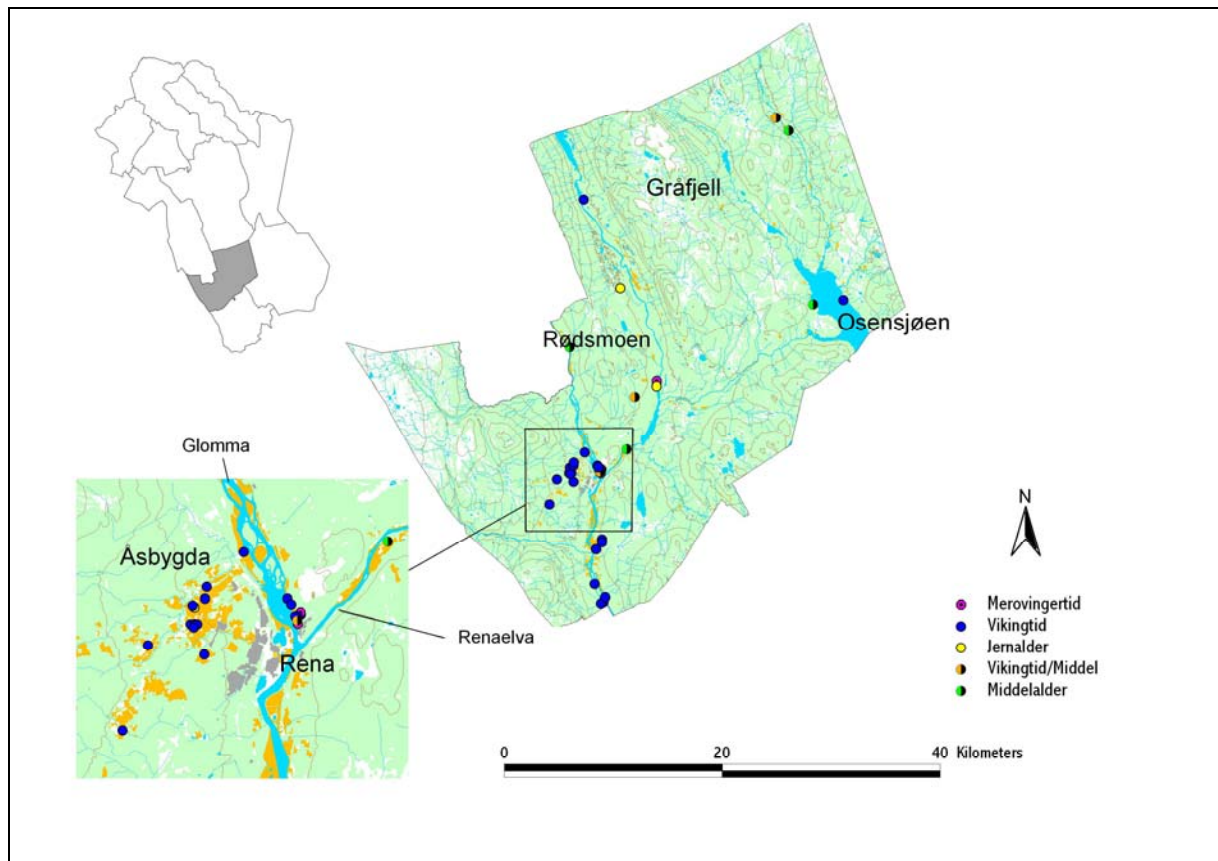 Gråfjell
Osensjøen
Rødsmoen
Glomma
Åsbygda
Renaelva
Rena
N
Merovingertid
Vikingtid
Jernalder
Vikingtid/Middel
Middelalder
0 20 40 Kilometers